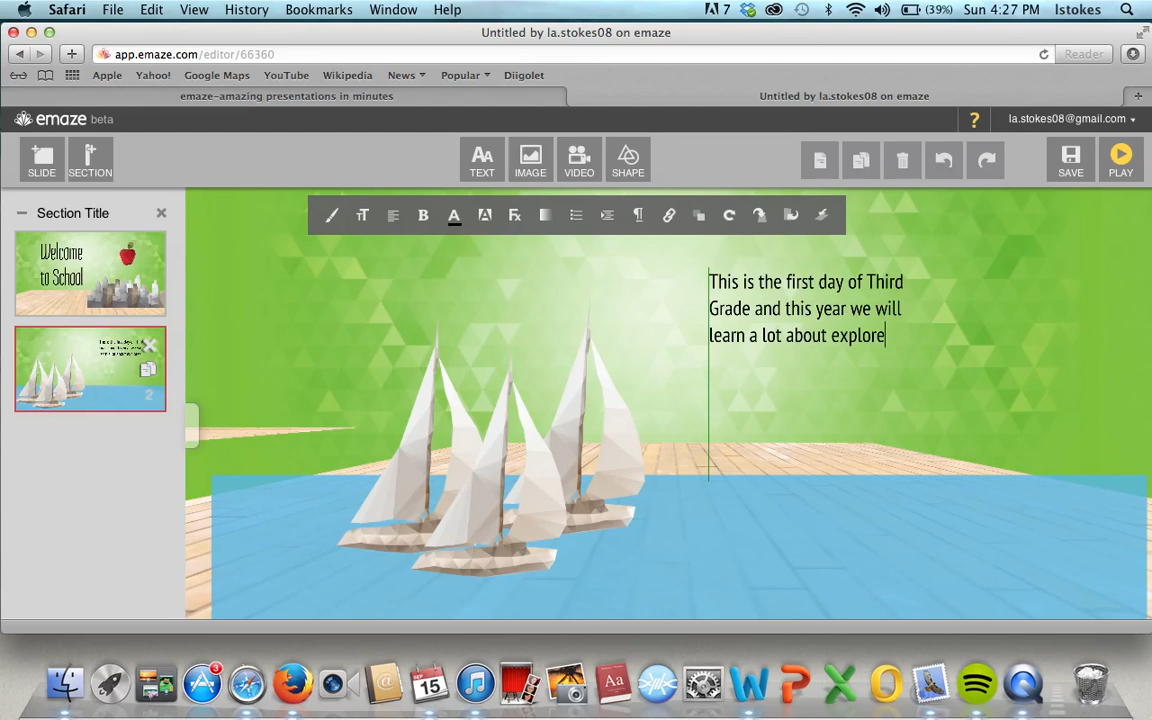 Safari File Edit View History Bookmarks Window Help 7 (39%) Sun 4:27 PM lstokes
Untitled by la.stokes08 on emaze
app.emaze.com/editor/66360 Reader
Apple Yahoo! Google Maps YouTube Wikipedia News Popular Diigolet
emaze-amazing presentations in minutes Untitled by la.stokes08 on emaze
emaze beta ? la.stokes08@gmail.com
SLIDE SECTION TEXT IMAGE VIDEO SHAPE SAVE PLAY
Section Title
Welcome
to School
2
This is the first day of Third
Grade and this year we will
learn a lot about explore
3
SEP
15
Aa